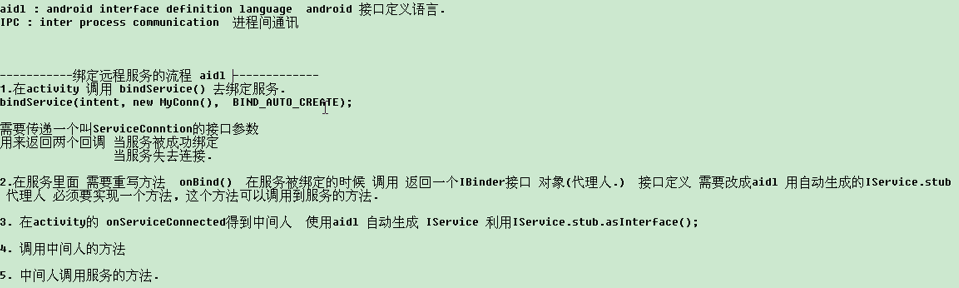 aidl : android interface definition language  android 接口定义语言.
IPC : inter process communication  进程间通讯
-----------绑定远程服务的流程 aidl ├------------
1.在activity 调用 bindService() 去绑定服务.
bindService(intent, new MyConn(),  BIND_AUTO_CREATE);
需要传递一个叫ServiceConntion的接口参数
用来返回两个回调 当服务被成功绑定
当服务失去连接.
2.在服务里面 需要重写方法  onBind()  在服务被绑定的时候 调用 返回一个IBinder接口 对象(代理人.)  接口定义 需要改成aidl 用自动生成的IService.stub
代理人 必须要实现一个方法，这个方法可以调用到服务的方法.
3. 在activity的 onServiceConnected得到中间人  使用aidl 自动生成 IService 利用IService.stub.asInterface();
4. 调用中间人的方法
5. 中间人调用服务的方法.